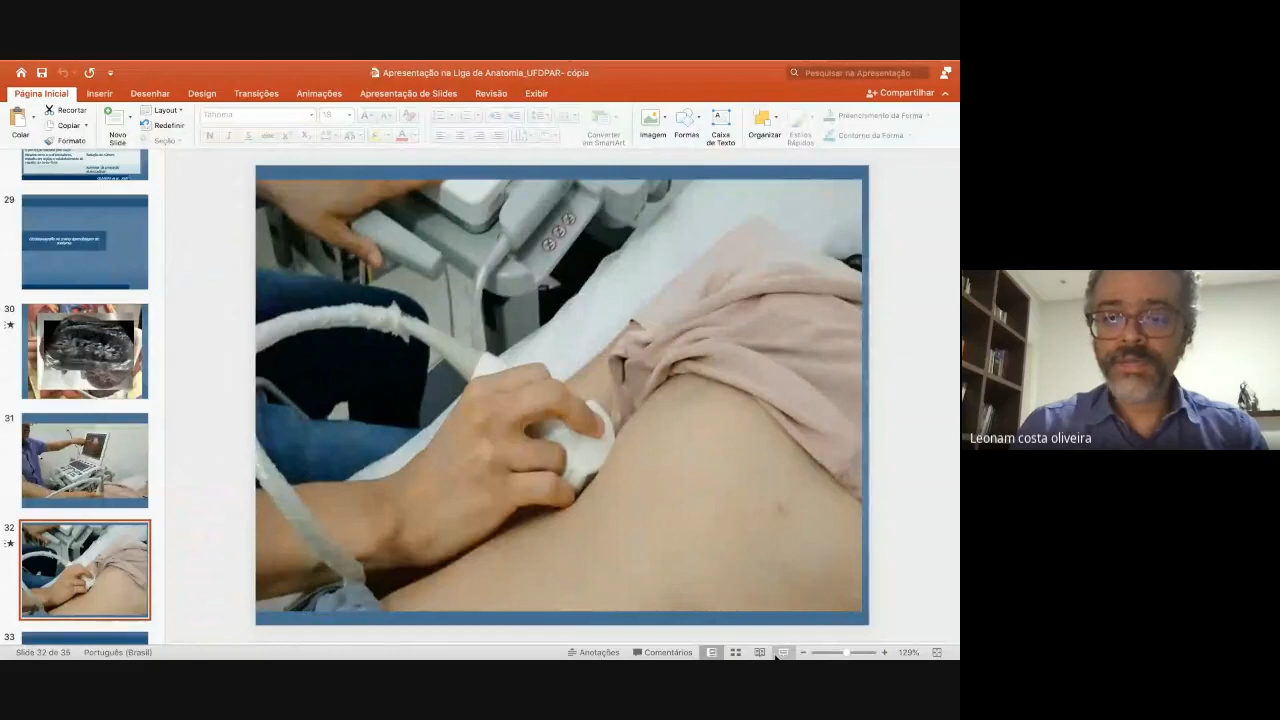 Apresentação na Liga de Anatomia_UFDPAR- cópia
Pesquisar na Apresentação
Página Inicial Inserir Desenhar Design Transições Animações Apresentação de Slides Revisão Exibir
Compartilhar
Colar
Recortar
Copiar
Formato
Novo Slide
Layout
Redefinir
Seção
Tahoma 18
Converter em SmartArt
Imagem
Formas
Caixa de Texto
Organizar
Estilos Rápidos
Preenchimento da Forma
Contorno da Forma
29
30
31
32
33
Leonam costa oliveira
Slide 32 de 35 Português (Brasil)
Anotações Comentários 129%